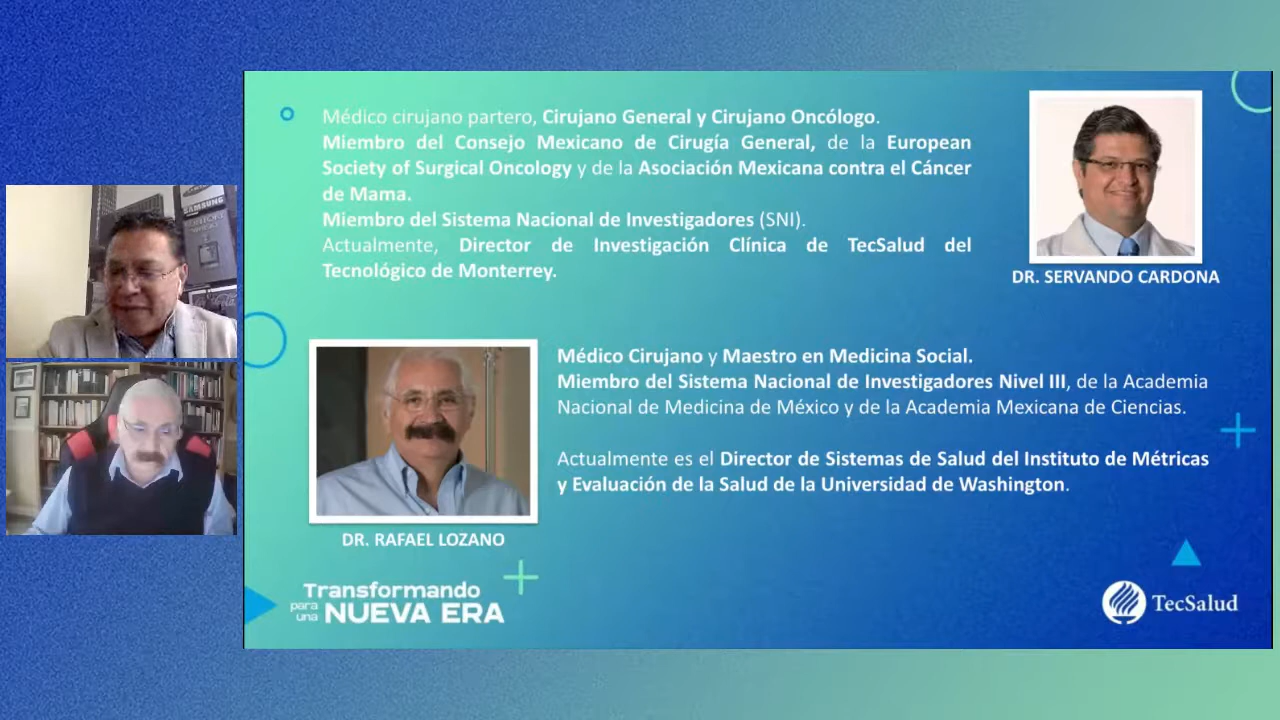 Médico cirujano partero, Cirujano General y Cirujano Oncólogo.
Miembro del Consejo Mexicano de Cirugía General, de la European
Society of Surgical Oncology y de la Asociación Mexicana contra el Cáncer
de Mama.
Miembro del Sistema Nacional de Investigadores (SNI).
Actualmente, Director de Investigación Clínica de TecSalud del
Tecnológico de Monterrey.
DR. SERVANDO CARDONA
SAMSUNG
Médico Cirujano y Maestro en Medicina Social.
Miembro del Sistema Nacional de Investigadores Nivel III, de la Academia
Nacional de Medicina de México y de la Academia Mexicana de Ciencias.
Actualmente es el Director de Sistemas de Salud del Instituto de Métricas
y Evaluación de la Salud de la Universidad de Washington.
DR. RAFAEL LOZANO
Transformando
para una NUEVA ERA
TecSalud